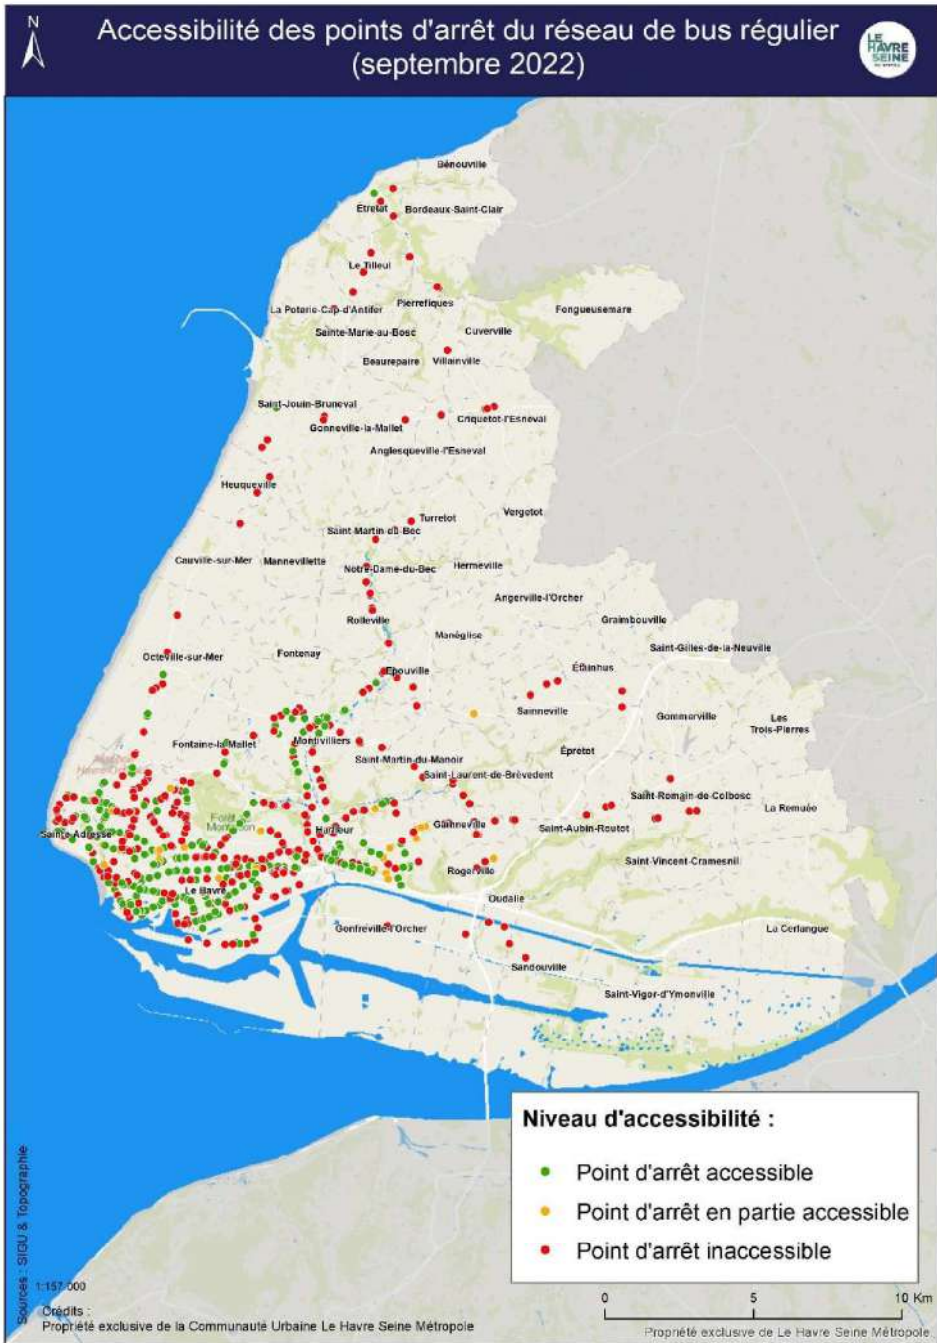 N
Accessibilité des points d'arrêt du réseau de bus régulier
(septembre 2022)
LE
HAVRE
SEINE
Bénouville
Étretat
Bordeaux-Saint-Clair
Le Tilleul
La Poterie-Cap-d'Antifer
Pierrefiques
Fongueusemare
Sainte-Marie-au-Bosc
Cuverville
Beaurepaire
Villainville
Saint-Jouin-Bruneval
Gonneville-la-Mallet
Criquetot-l'Esneval
Anglesqueville-l'Esneval
Heuqueville
Turretot
Vergetot
Saint-Martin-du-Bec
Cauville-sur-Mer
Mannevillette
Notre-Dame-du-Bec
Hermeville
Angerville-l'Orcher
Rolleville
Graimbouville
Manéglise
Saint-Gilles-de-la-Neuville
Octeville-sur-Mer
Fontenay
Épouville
Étainhus
Sainneville
Gommerville
Les
Trois-Pierres
Fontaine-la-Mallet
Montivilliers
Épretot
Saint-Martin-du-Manoir
Saint-Laurent-de-Brèvedent
Saint-Romain-de-Colbosc
La Remuée
Sainte-Adresse
Harfleur
Gainneville
Saint-Aubin-Routot
Saint-Vincent-Cramesnil
Rogerville
Le Havre
Oudalle
Gonfreville-l'Orcher
La Cerlangue
Sandouville
Saint-Vigor-d'Ymonville
Niveau d'accessibilité :
Point d'arrêt accessible
Point d'arrêt en partie accessible
Point d'arrêt inaccessible
Sources : SIGU & Topographie
1:157 000
0 5 10 Km
Crédits :
Propriété exclusive de la Communauté Urbaine Le Havre Seine Métropole
Propriété exclusive de Le Havre Seine Métropole